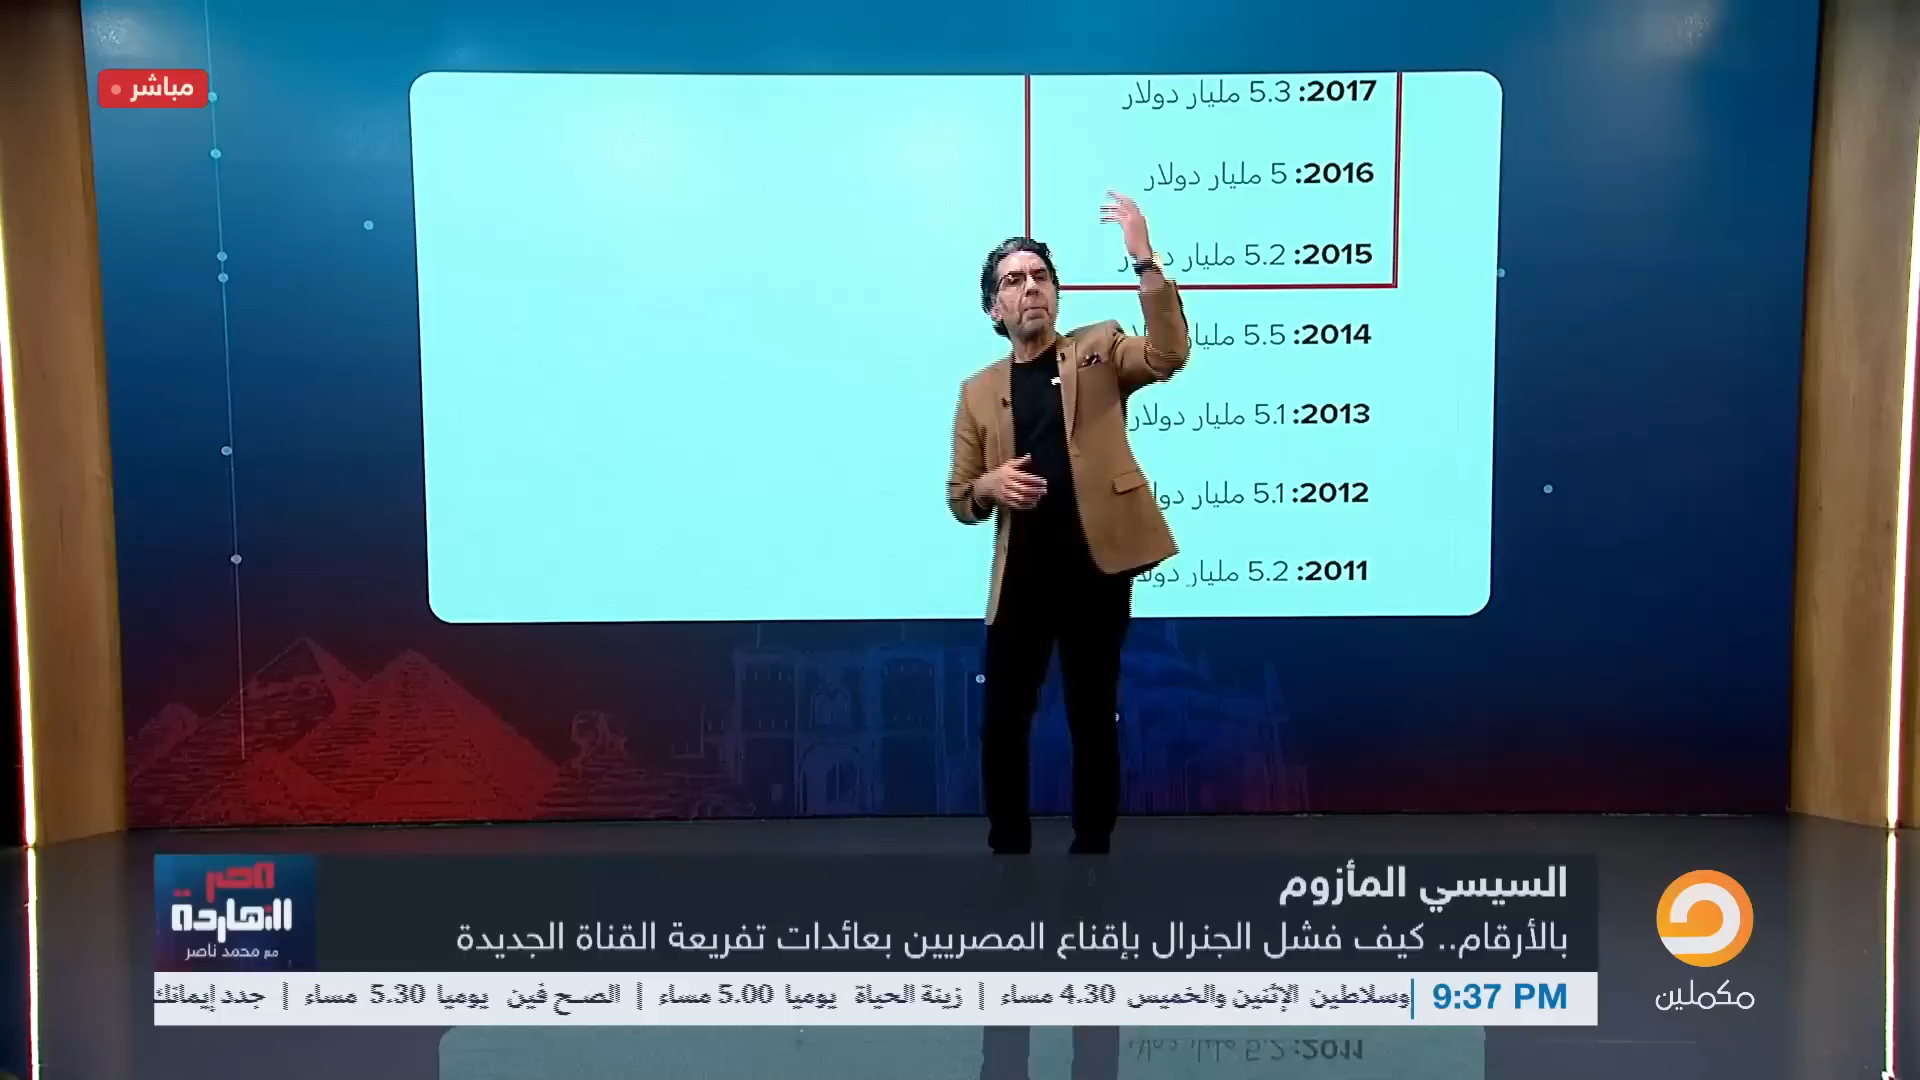 مباشر
2017: 5.3 مليار دولار
2016: 5 مليار دولار
2015: 5.2 مليار
2014: 5.5 مليار
2013: 5.1 مليار دولار
2012: 5.1 مليار
2011: 5.2 مليار
السيسي المأزوم
بالأرقام.. كيف فشل الجنرال بإقناع المصريين بعائدات تفريعة القناة الجديدة
مصر النهاردة
مع محمد ناصر
9:37 PM
وسلاطين الإثنين والخميس 4.30 مساء | زينة الحياة يوميا 5.00 مساء | الصح فين يوميا 5.30 مساء | جدد إيمانك
مكملين